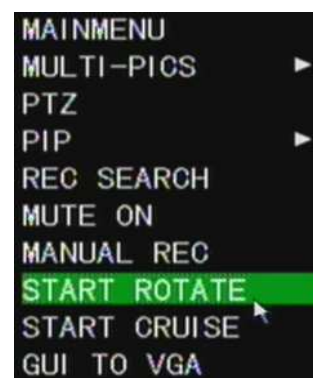 MAINMENU
MULTI-PICS
PTZ
PIP
REC SEARCH
MUTE ON
MANUAL REC
START ROTATE
START CRUISE
GUI TO VGA